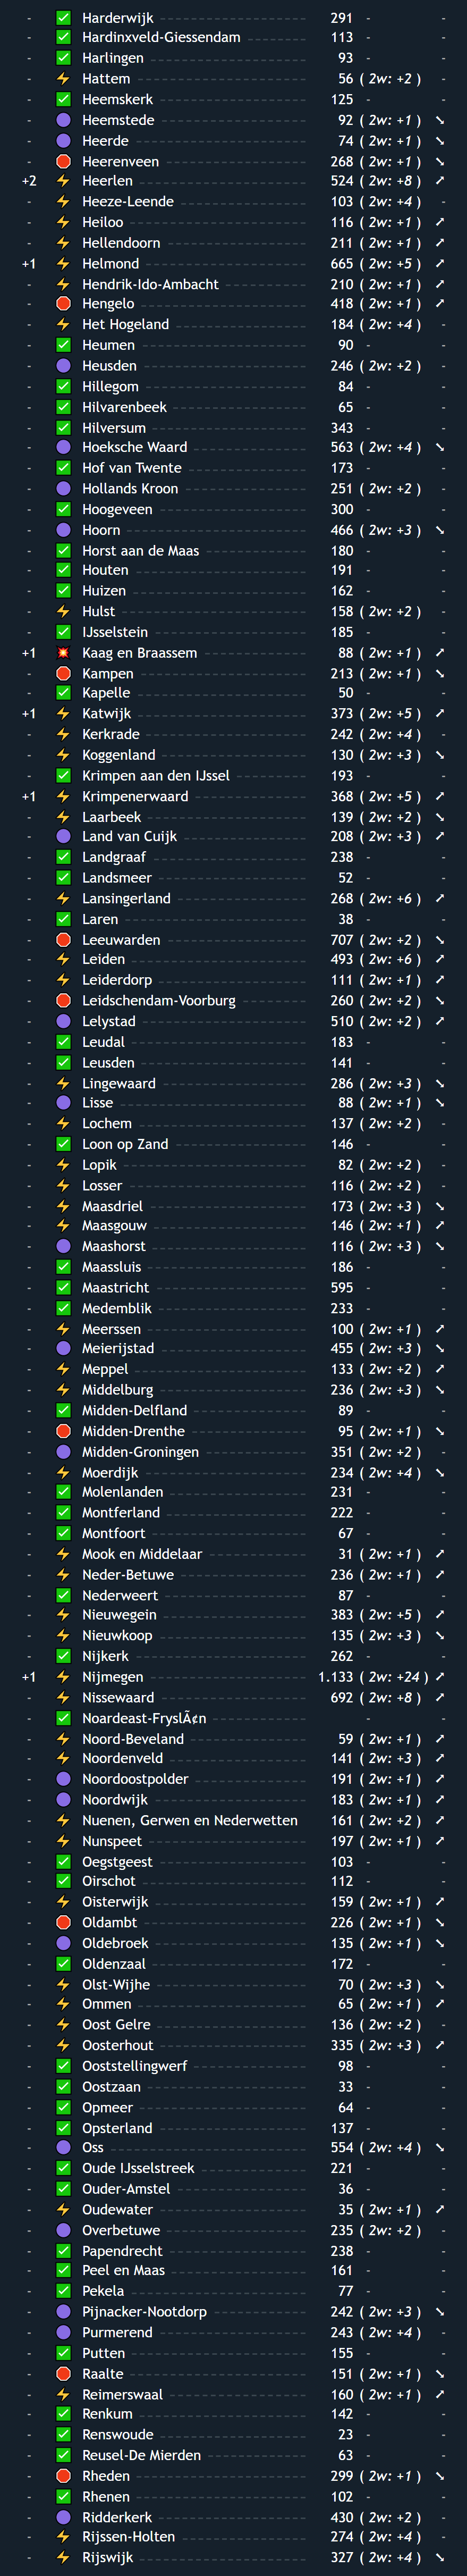 - ✅ Harderwijk 291 - -
- ✅ Hardinxveld-Giessendam 113 - -
- ✅ Harlingen 93 - -
- ⚡ Hattem 56 ( 2w: +2 ) -
- ✅ Heemskerk 125 - -
- 🟣 Heemstede 92 ( 2w: +1 ) ↘
- 🟣 Heerde 74 ( 2w: +1 ) ↘
- 🛑 Heerenveen 268 ( 2w: +1 ) ↘
+2 ⚡ Heerlen 524 ( 2w: +8 ) ↗
- ⚡ Heeze-Leende 103 ( 2w: +4 ) -
- ⚡ Heiloo 116 ( 2w: +1 ) ↗
- ⚡ Hellendoorn 211 ( 2w: +1 ) ↗
+1 ⚡ Helmond 665 ( 2w: +5 ) ↗
- ⚡ Hendrik-Ido-Ambacht 210 ( 2w: +1 ) ↗
- 🛑 Hengelo 418 ( 2w: +1 ) ↗
- ⚡ Het Hogeland 184 ( 2w: +4 ) -
- ✅ Heumen 90 - -
- 🟣 Heusden 246 ( 2w: +2 ) -
- ✅ Hillegom 84 - -
- ✅ Hilvarenbeek 65 - -
- ✅ Hilversum 343 - -
- 🟣 Hoeksche Waard 563 ( 2w: +4 ) ↘
- ✅ Hof van Twente 173 - -
- 🟣 Hollands Kroon 251 ( 2w: +2 ) -
- ✅ Hoogeveen 300 - -
- 🟣 Hoorn 466 ( 2w: +3 ) ↘
- ✅ Horst aan de Maas 180 - -
- ✅ Houten 191 - -
- ✅ Huizen 162 - -
- ⚡ Hulst 158 ( 2w: +2 ) -
- ✅ IJsselstein 185 - -
+1 💥 Kaag en Braassem 88 ( 2w: +1 ) ↗
- 🛑 Kampen 213 ( 2w: +1 ) ↘
- ✅ Kapelle 50 - -
+1 ⚡ Katwijk 373 ( 2w: +5 ) ↗
- ⚡ Kerkrade 242 ( 2w: +4 ) -
- ⚡ Koggenland 130 ( 2w: +3 ) ↘
- ✅ Krimpen aan den IJssel 193 - -
+1 ⚡ Krimpenerwaard 368 ( 2w: +5 ) ↗
- ⚡ Laarbeek 139 ( 2w: +2 ) ↘
- 🟣 Land van Cuijk 208 ( 2w: +3 ) ↗
- ✅ Landgraaf 238 - -
- ✅ Landsmeer 52 - -
- ⚡ Lansingerland 268 ( 2w: +6 ) ↗
- ✅ Laren 38 - -
- 🛑 Leeuwarden 707 ( 2w: +2 ) ↘
- ⚡ Leiden 493 ( 2w: +6 ) ↗
- ⚡ Leiderdorp 111 ( 2w: +1 ) ↗
- 🛑 Leidschendam-Voorburg 260 ( 2w: +2 ) ↘
- 🟣 Lelystad 510 ( 2w: +2 ) ↗
- ✅ Leudal 183 - -
- ✅ Leusden 141 - -
- ⚡ Lingewaard 286 ( 2w: +3 ) ↘
- 🟣 Lisse 88 ( 2w: +1 ) ↘
- ⚡ Lochem 137 ( 2w: +2 ) -
- ✅ Loon op Zand 146 - -
- ⚡ Lopik 82 ( 2w: +2 ) -
- ⚡ Losser 116 ( 2w: +2 ) -
- ⚡ Maasdriel 173 ( 2w: +3 ) ↘
- ⚡ Maasgouw 146 ( 2w: +1 ) ↗
- 🟣 Maashorst 116 ( 2w: +3 ) ↘
- ✅ Maassluis 186 - -
- ✅ Maastricht 595 - -
- ✅ Medemblik 233 - -
- ⚡ Meerssen 100 ( 2w: +1 ) ↗
- 🟣 Meierijstad 455 ( 2w: +3 ) ↘
- ⚡ Meppel 133 ( 2w: +2 ) ↗
- ⚡ Middelburg 236 ( 2w: +3 ) ↘
- ✅ Midden-Delfland 89 - -
- 🛑 Midden-Drenthe 95 ( 2w: +1 ) ↘
- 🟣 Midden-Groningen 351 ( 2w: +2 ) -
- ⚡ Moerdijk 234 ( 2w: +4 ) ↘
- ✅ Molenlanden 231 - -
- ✅ Montferland 222 - -
- ✅ Montfoort 67 - -
- ⚡ Mook en Middelaar 31 ( 2w: +1 ) ↗
- ⚡ Neder-Betuwe 236 ( 2w: +1 ) ↗
- ✅ Nederweert 87 - -
- ⚡ Nieuwegein 383 ( 2w: +5 ) ↗
- ⚡ Nieuwkoop 135 ( 2w: +3 ) ↘
- ✅ Nijkerk 262 - -
+1 ⚡ Nijmegen 1.133 ( 2w: +24 ) ↗
- ⚡ Nissewaard 692 ( 2w: +8 ) ↗
- ✅ Noardeast-FryslÃ¢n - -
- ⚡ Noord-Beveland 59 ( 2w: +1 ) ↗
- ⚡ Noordenveld 141 ( 2w: +3 ) ↗
- 🟣 Noordoostpolder 191 ( 2w: +1 ) ↗
- 🟣 Noordwijk 183 ( 2w: +1 ) ↗
- ⚡ Nuenen, Gerwen en Nederwetten 161 ( 2w: +2 ) ↗
- ⚡ Nunspeet 197 ( 2w: +1 ) ↗
- ✅ Oegstgeest 103 - -
- ✅ Oirschot 112 - -
- ⚡ Oisterwijk 159 ( 2w: +1 ) ↗
- 🛑 Oldambt 226 ( 2w: +1 ) ↘
- 🟣 Oldebroek 135 ( 2w: +1 ) ↘
- ✅ Oldenzaal 172 - -
- ⚡ Olst-Wijhe 70 ( 2w: +3 ) ↘
- ⚡ Ommen 65 ( 2w: +1 ) ↗
- ⚡ Oost Gelre 136 ( 2w: +2 ) -
- ⚡ Oosterhout 335 ( 2w: +3 ) ↗
- ✅ Ooststellingwerf 98 - -
- ✅ Oostzaan 33 - -
- ✅ Opmeer 64 - -
- ✅ Opsterland 137 - -
- 🟣 Oss 554 ( 2w: +4 ) ↘
- ✅ Oude IJsselstreek 221 - -
- ✅ Ouder-Amstel 36 - -
- ⚡ Oudewater 35 ( 2w: +1 ) ↗
- 🟣 Overbetuwe 235 ( 2w: +2 ) -
- ✅ Papendrecht 238 - -
- ✅ Peel en Maas 161 - -
- ✅ Pekela 77 - -
- 🟣 Pijnacker-Nootdorp 242 ( 2w: +3 ) ↘
- 🟣 Purmerend 243 ( 2w: +4 ) -
- ✅ Putten 155 - -
- 🛑 Raalte 151 ( 2w: +1 ) ↘
- ⚡ Reimerswaal 160 ( 2w: +1 ) ↗
- ✅ Renkum 142 - -
- ✅ Renswoude 23 - -
- ✅ Reusel-De Mierden 63 - -
- 🛑 Rheden 299 ( 2w: +1 ) ↘
- ✅ Rhenen 102 - -
- 🟣 Ridderkerk 430 ( 2w: +2 ) -
- ⚡ Rijssen-Holten 274 ( 2w: +4 ) -
- ⚡ Rijswijk 327 ( 2w: +4 ) ↘